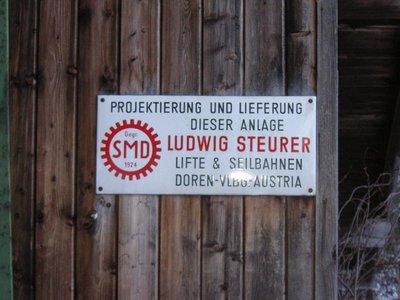 PROJEKTIERUNG UND LIEFERUNG
DIESER ANLAGE
LUDWIG STEURER
LIFTE & SEILBAHNEN
DOREN-VLBG. AUSTRIA
Gegr.
SMD
1924